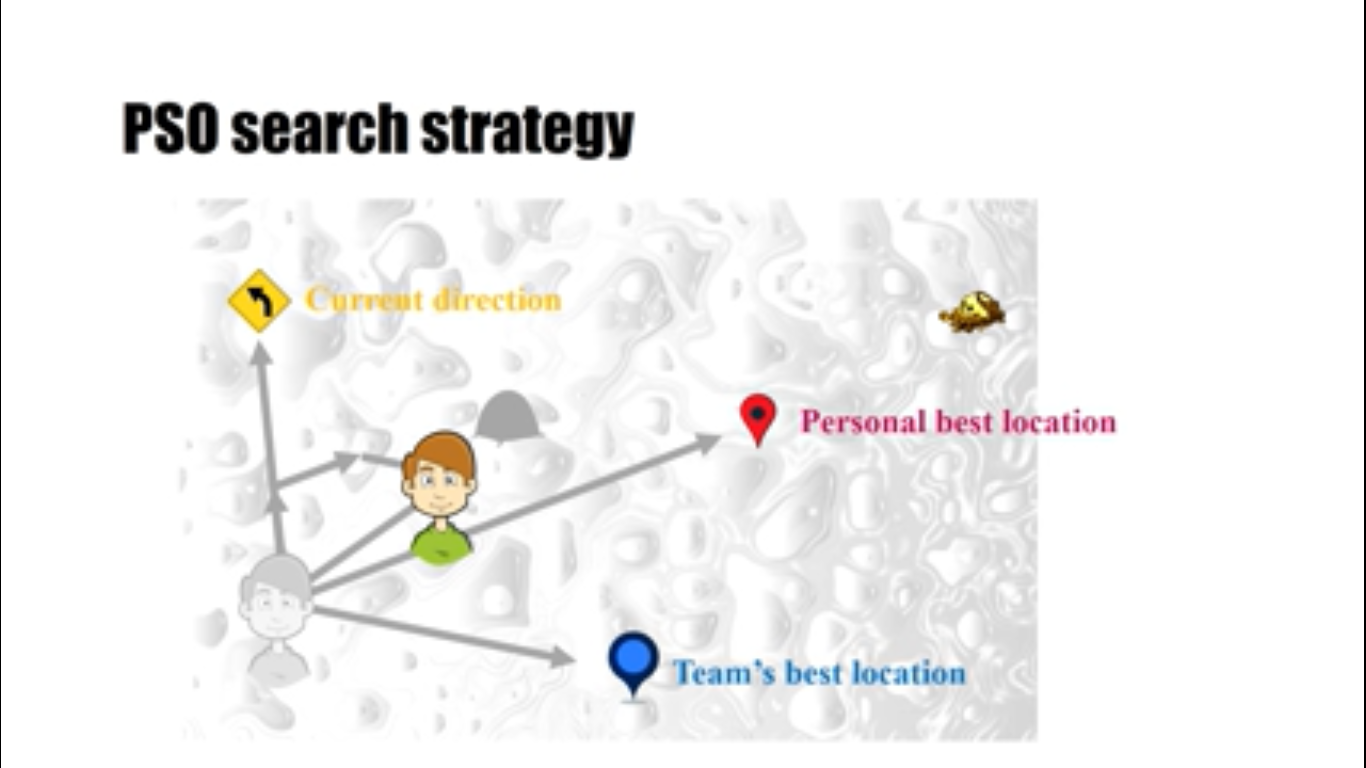 PSO search strategy
Current direction
Personal best location
Team's best location